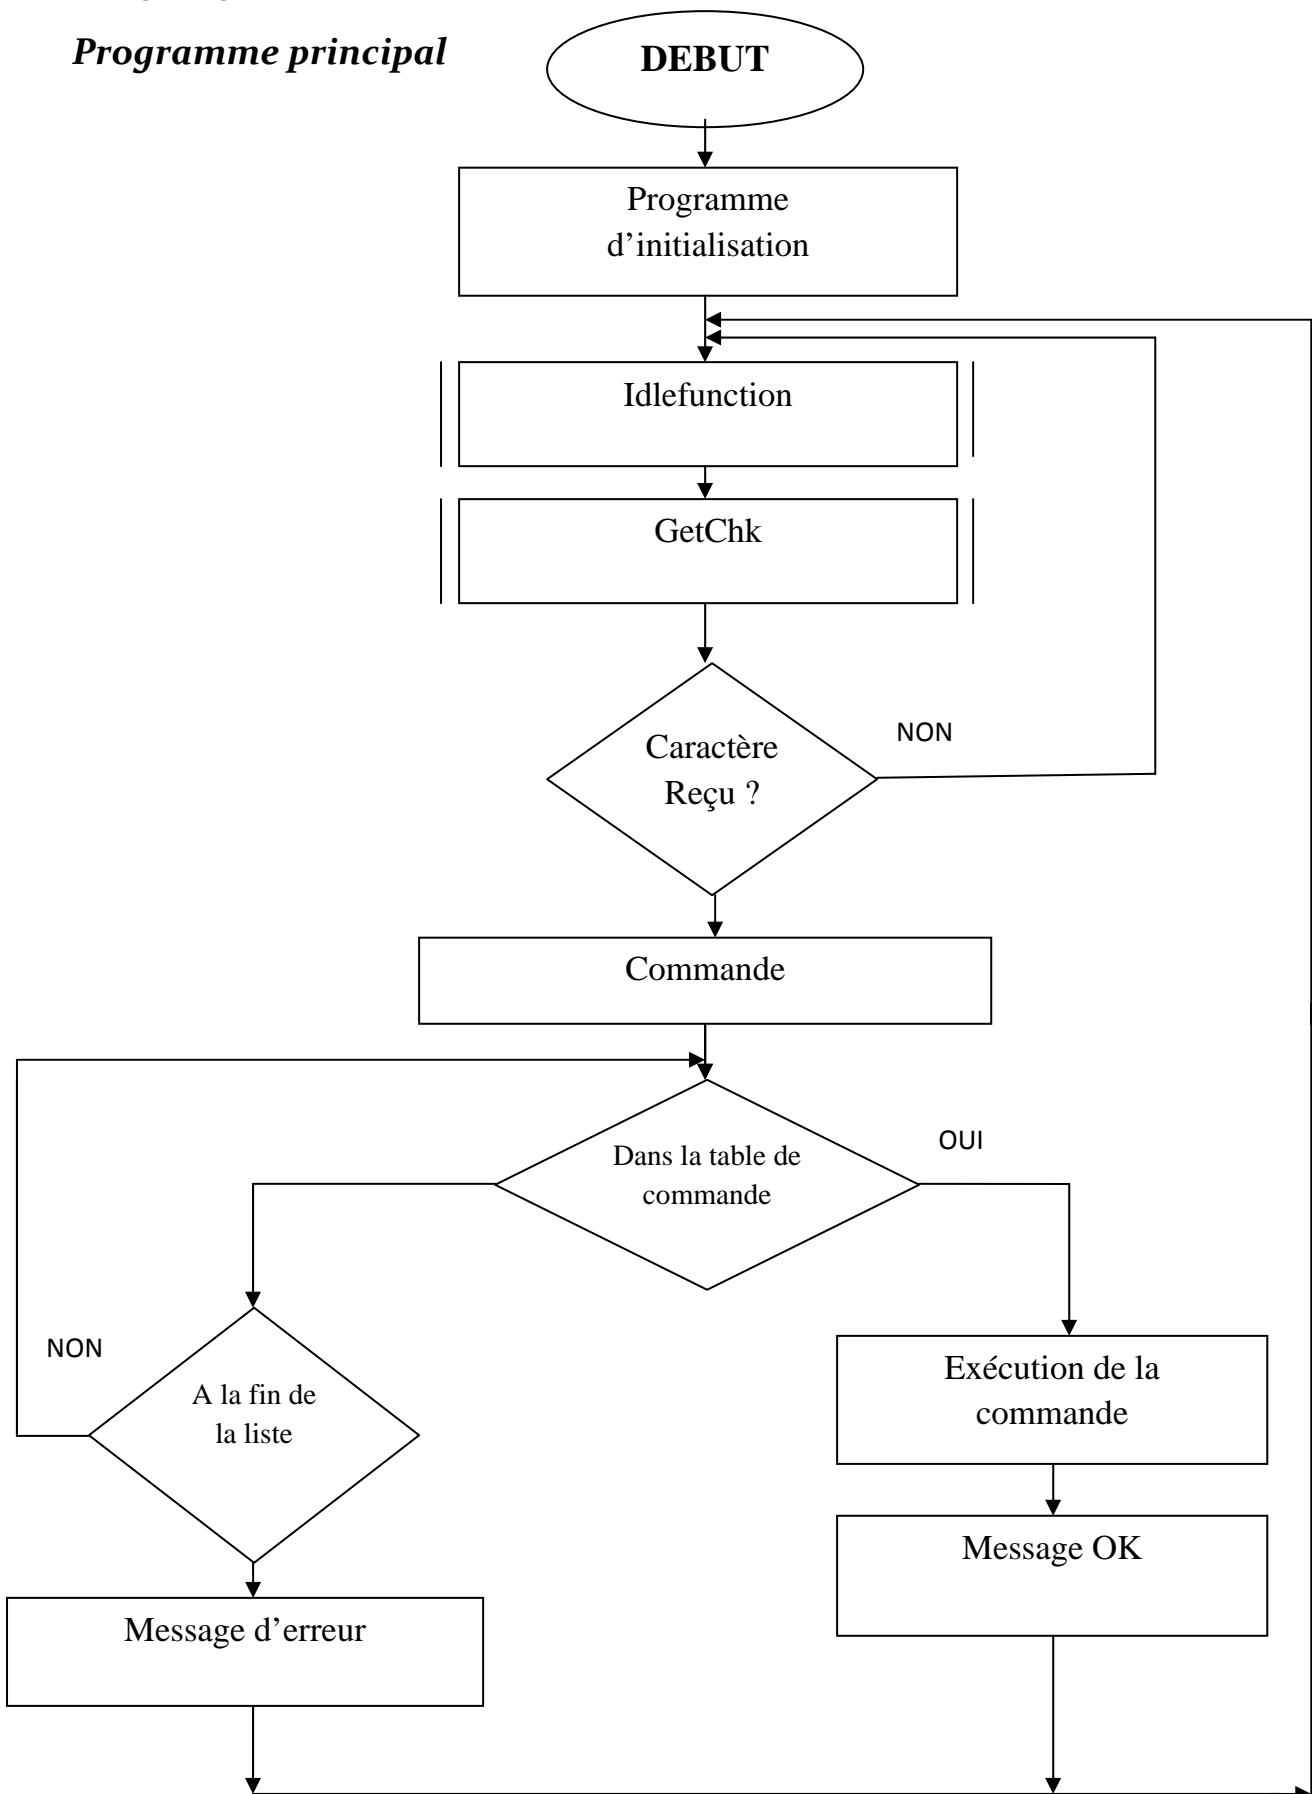 Programme principal
DEBUT
Programme
d’initialisation
Idlefunction
GetChk
Caractère
Reçu ?
NON
Commande
Dans la table de
commande
OUI
NON
A la fin de
la liste
Exécution de la
commande
Message OK
Message d’erreur